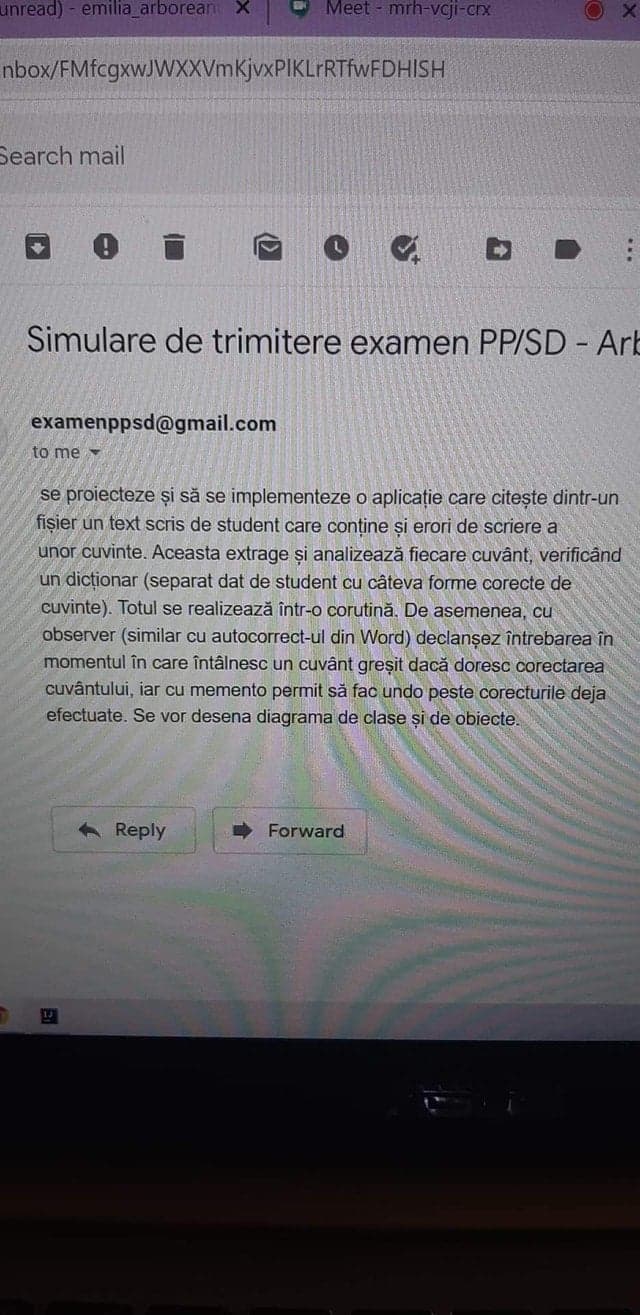 unread) - emilia_arborean
Meet - mrh-vcji-crx
nbox/FMfcgxwJWXXVmKjvxPlKLrRTfwFDHlSH
Search mail
Simulare de trimitere examen PP/SD - Arb
examenppsd@gmail.com
to me
se proiecteze și să se implementeze o aplicație care citește dintr-un
fișier un text scris de student care conține și erori de scriere a
unor cuvinte. Aceasta extrage și analizează fiecare cuvânt, verificând
un dicționar (separat dat de student cu câteva forme corecte de
cuvinte). Totul se realizează într-o corutină. De asemenea, cu
observer (similar cu autocorrect-ul din Word) declanșez întrebarea în
momentul în care întâlnesc un cuvânt greșit dacă doresc corectarea
cuvântului, iar cu memento permit să fac undo peste corecturile deja
efectuate. Se vor desena diagrama de clase și de obiecte.
Reply
Forward
IJ